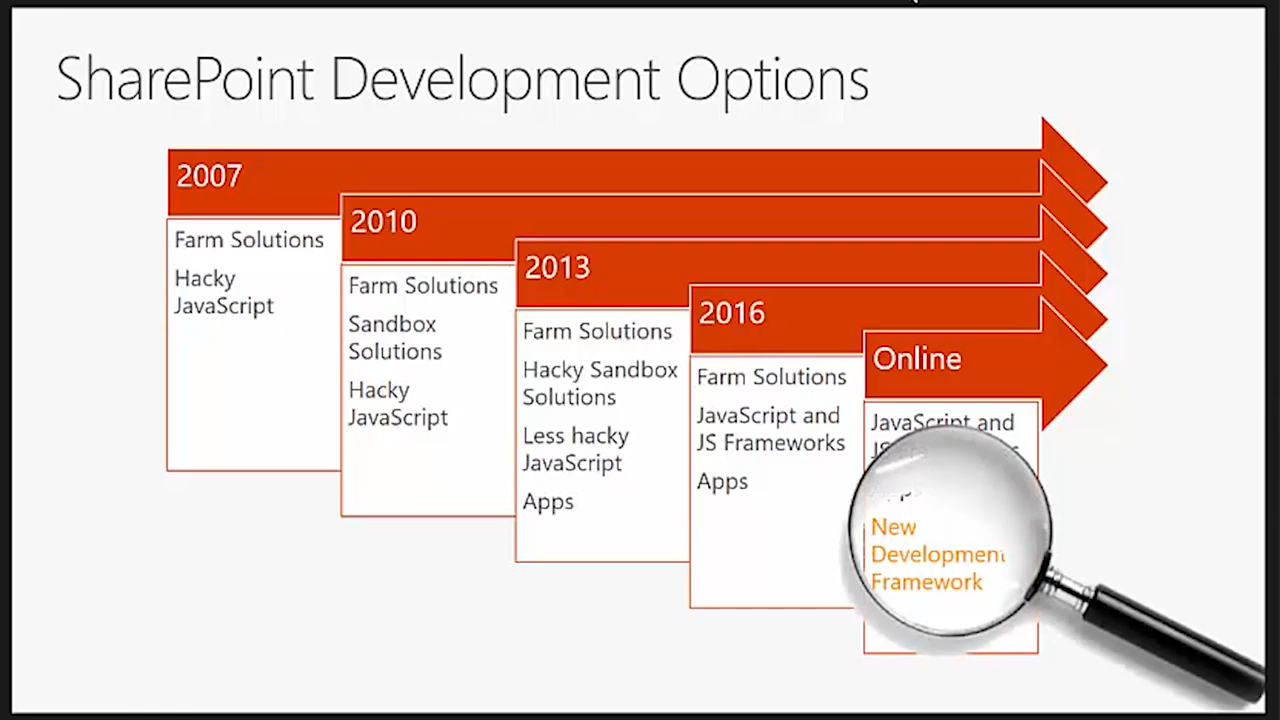 SharePoint Development Options
2007
Farm Solutions
Hacky
JavaScript
2010
Farm Solutions
Sandbox
Solutions
Hacky
JavaScript
2013
Farm Solutions
Hacky Sandbox
Solutions
Less hacky
JavaScript
Apps
2016
Farm Solutions
JavaScript and
JS Frameworks
Apps
Online
JavaScript and
New
Development
Framework